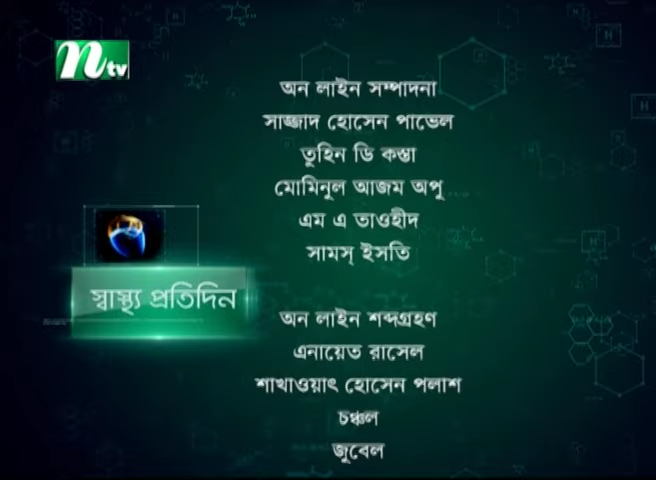 ntv
অন লাইন সম্পাদনা
সাজ্জাদ হোসেন পাভেল
তুহিন ডি কস্তা
মোমিনুল আজম অপু
এম এ তাওহীদ
সামস্ ইসতি
স্বাস্থ্য প্রতিদিন
অন লাইন শব্দগ্রহণ
এনায়েত রাসেল
শাখাওয়াৎ হোসেন পলাশ
চঞ্চল
জুবেল